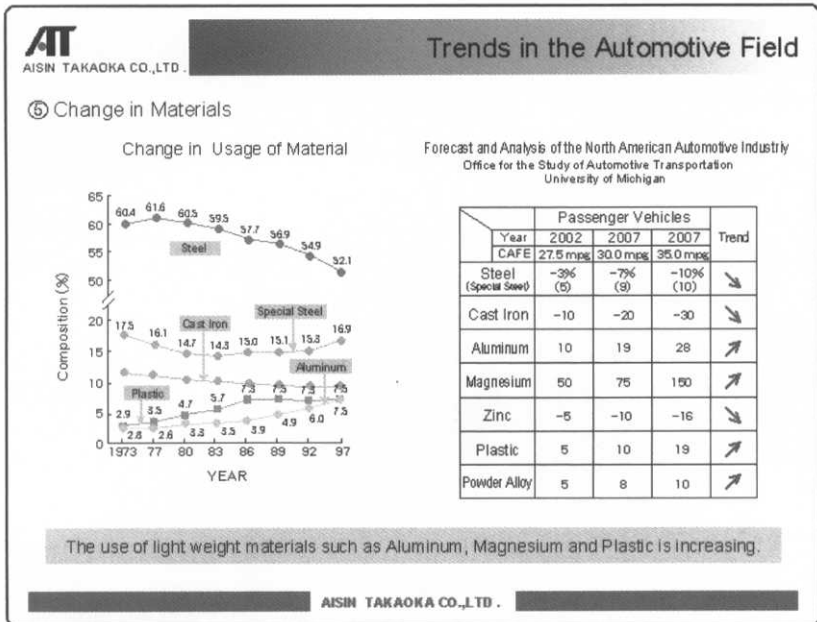 AIT
AISIN TAKAOKA CO.,LTD.
Trends in the Automotive Field
⑤ Change in Materials
Change in Usage of Material
Composition (%)
65
60
55
50
20
15
10
5
0
60.4 61.6 60.5 59.5 57.7 56.9 54.9 52.1
Steel
17.5 16.1 14.7 14.3 15.0 15.1 15.3 16.9
Cast Iron
Special Steel
Aluminum
Plastic
2.9 3.5 4.7 5.7 7.3 7.5 7.3 7.5
2.6 2.6 3.3 3.5 3.9 4.9 6.0 7.5
1973 77 80 83 86 89 92 97
YEAR
Forecast and Analysis of the North American Automotive Industriy
Office for the Study of Automotive Transportation
University of Michigan
Passenger Vehicles
Year 2002 2007 2007 Trend
CAFE 27.5 mpg 30.0 mpg 35.0 mpg
Steel -3% -7% -10%
(Special Steel) (5) (9) (10)
Cast Iron -10 -20 -30
Aluminum 10 19 28
Magnesium 50 75 150
Zinc -5 -10 -16
Plastic 5 10 19
Powder Alloy 5 8 10
The use of light weight materials such as Aluminum, Magnesium and Plastic is increasing.
AISIN TAKAOKA CO.,LTD.